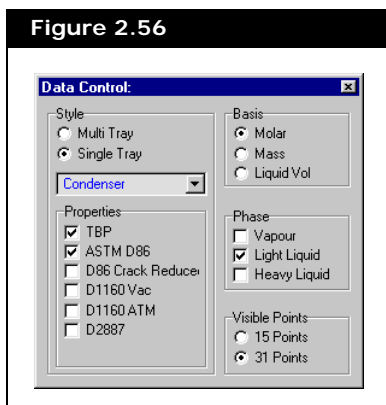 Figure 2.56
Data Control:
Style
Multi Tray
Single Tray
Condenser
Properties
TBP
ASTM D86
D86 Crack Reduce
D1160 Vac
D1160 ATM
D2887
Basis
Molar
Mass
Liquid Vol
Phase
Vapour
Light Liquid
Heavy Liquid
Visible Points
15 Points
31 Points